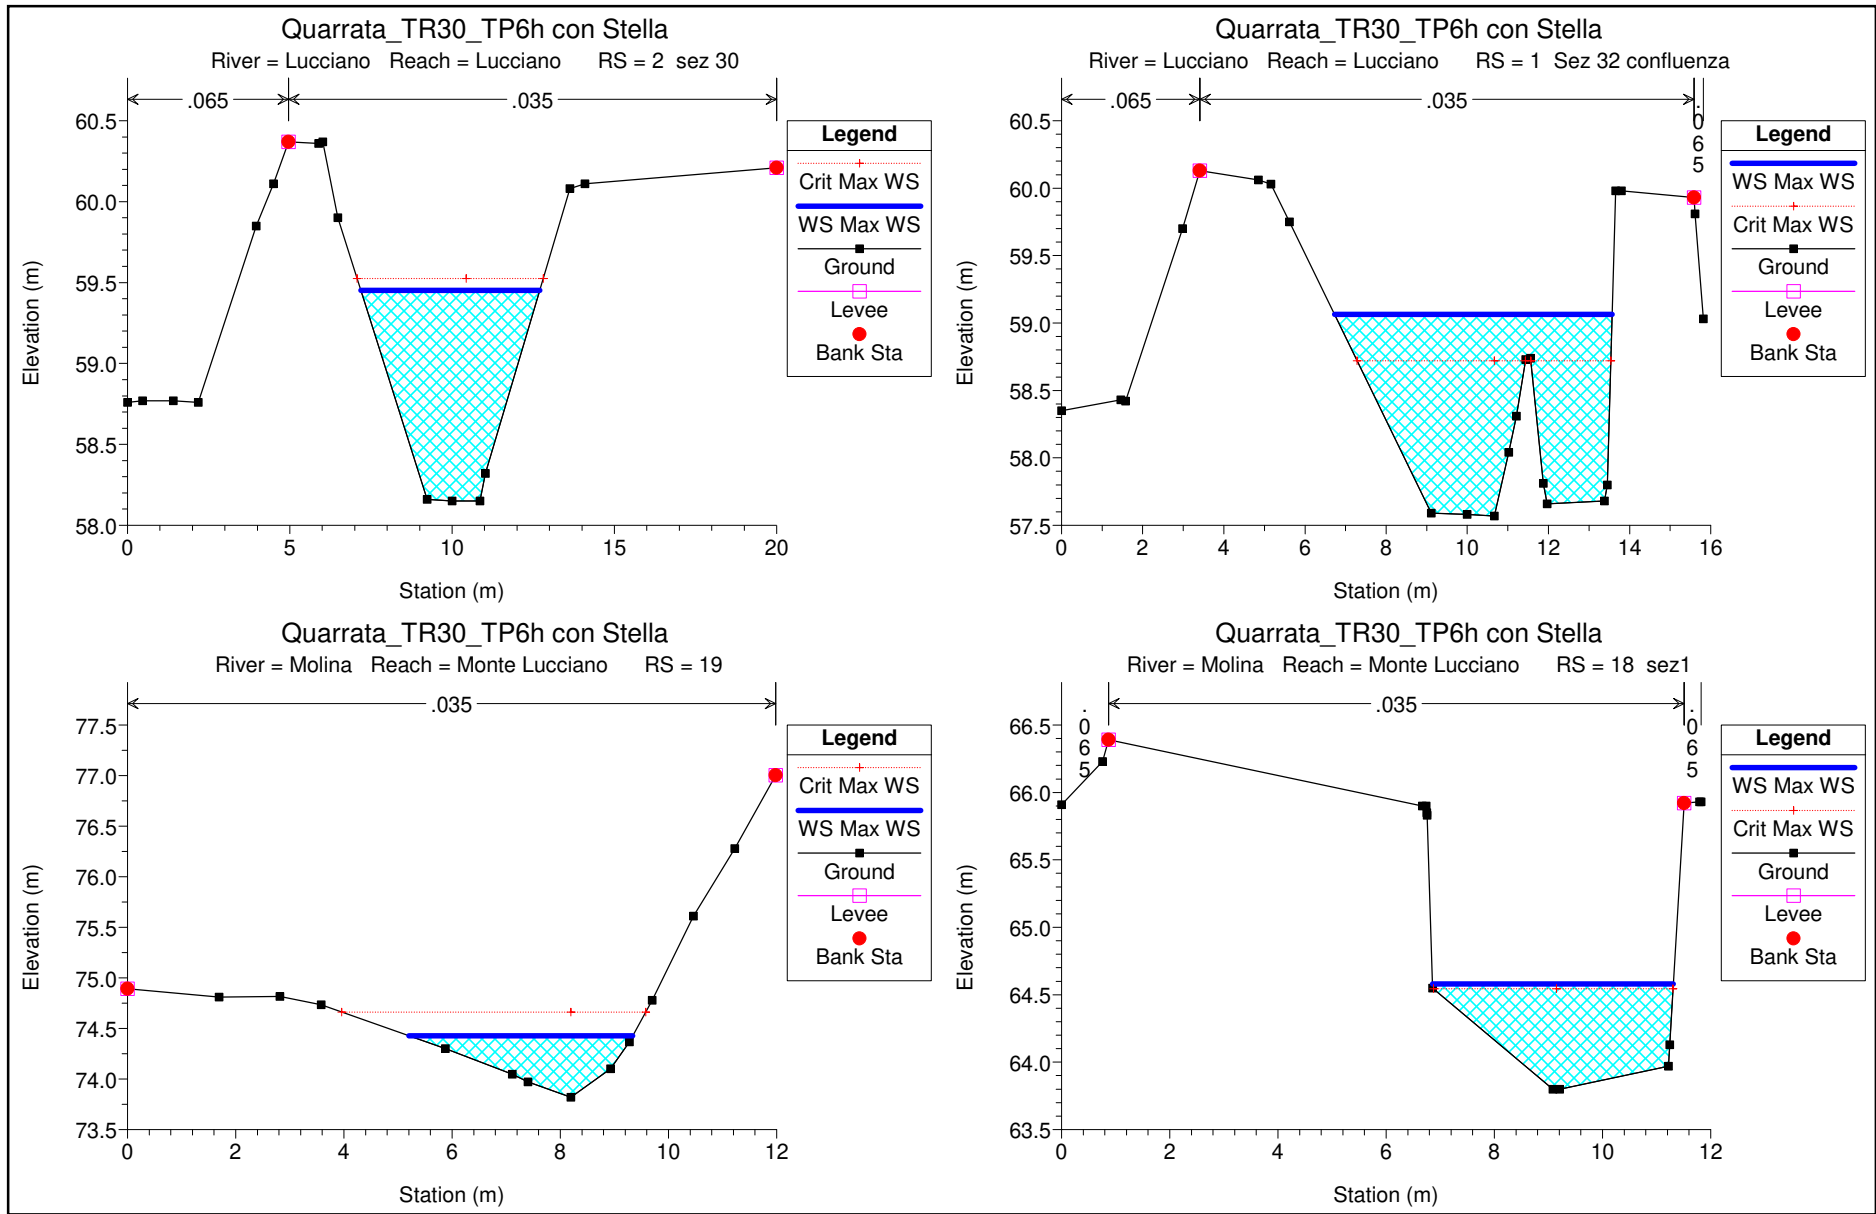 Quarrata_TR30_TP6h con Stella
River = Lucciano Reach = Lucciano RS = 2 sez 30
.065
.035
60.5
60.0
59.5
59.0
58.5
58.0
0
5
10
15
20
Elevation (m)
Station (m)
Legend
Crit Max WS
WS Max WS
Ground
Levee
Bank Sta
Quarrata_TR30_TP6h con Stella
River = Lucciano Reach = Lucciano RS = 1 Sez 32 confluenza
.065
.035
.065
60.5
60.0
59.5
59.0
58.5
58.0
57.5
0
2
4
6
8
10
12
14
16
Elevation (m)
Station (m)
Legend
WS Max WS
Crit Max WS
Ground
Levee
Bank Sta
Quarrata_TR30_TP6h con Stella
River = Molina Reach = Monte Lucciano RS = 19
.035
77.5
77.0
76.5
76.0
75.5
75.0
74.5
74.0
73.5
0
2
4
6
8
10
12
Elevation (m)
Station (m)
Legend
Crit Max WS
WS Max WS
Ground
Levee
Bank Sta
Quarrata_TR30_TP6h con Stella
River = Molina Reach = Monte Lucciano RS = 18 sez1
.065
.035
.065
66.5
66.0
65.5
65.0
64.5
64.0
63.5
0
2
4
6
8
10
12
Elevation (m)
Station (m)
Legend
WS Max WS
Crit Max WS
Ground
Levee
Bank Sta